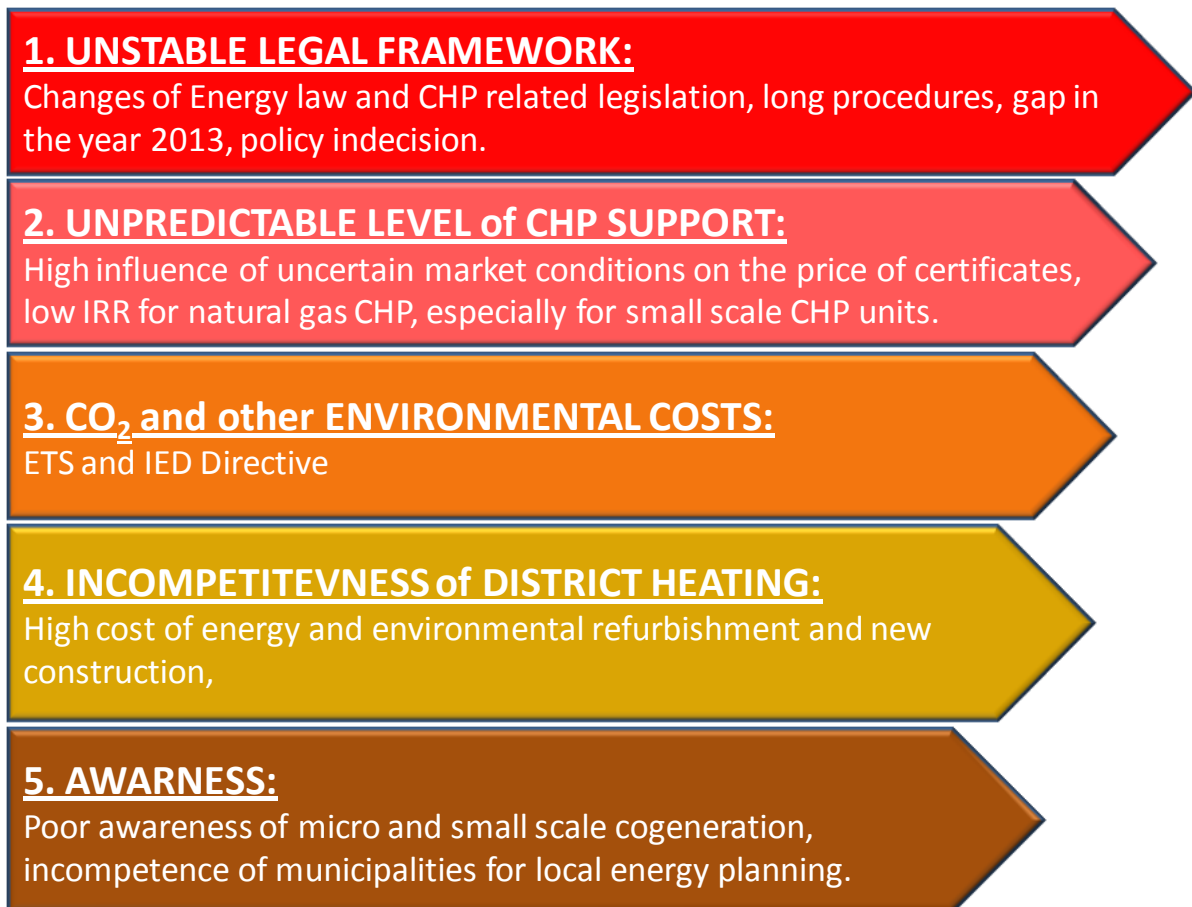 1. UNSTABLE LEGAL FRAMEWORK:
Changes of Energy law and CHP related legislation, long procedures, gap in
the year 2013, policy indecision.
2. UNPREDICTABLE LEVEL of CHP SUPPORT:
High influence of uncertain market conditions on the price of certificates,
low IRR for natural gas CHP, especially for small scale CHP units.
3. CO₂ and other ENVIRONMENTAL COSTS:
ETS and IED Directive
4. INCOMPETITEVNESS of DISTRICT HEATING:
High cost of energy and environmental refurbishment and new
construction,
5. AWARNESS:
Poor awareness of micro and small scale cogeneration,
incompetence of municipalities for local energy planning.